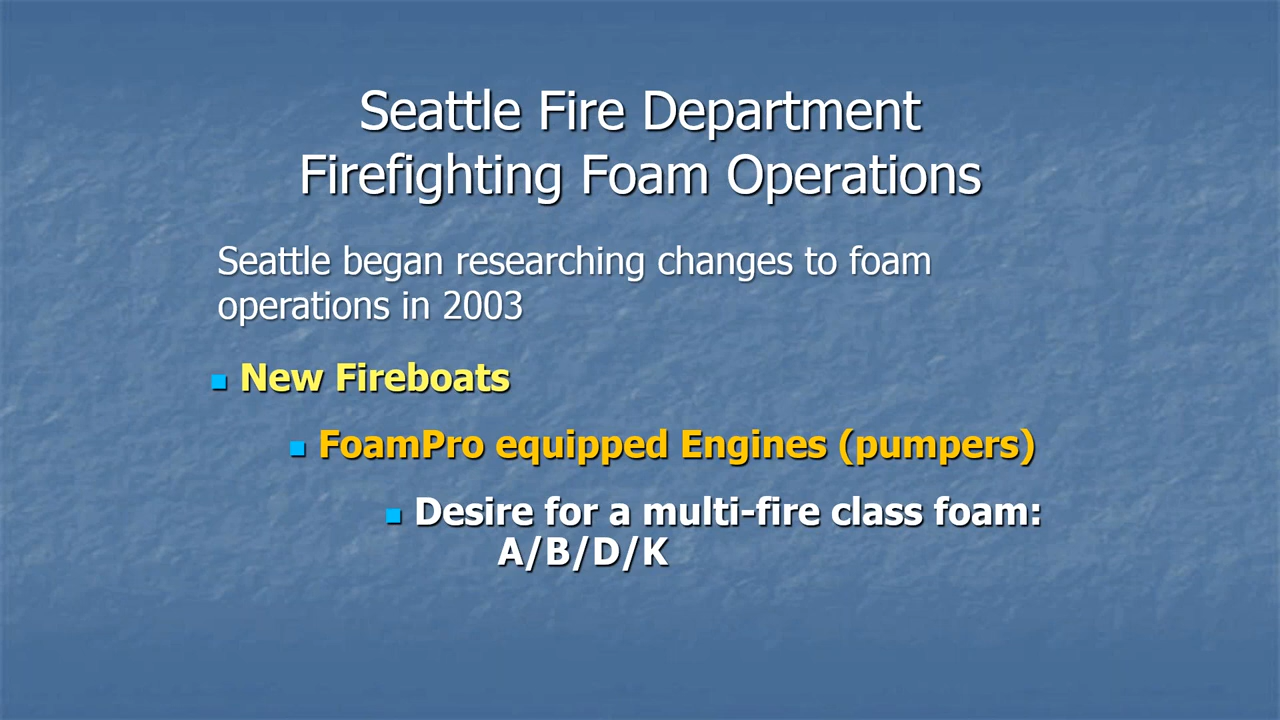 Seattle Fire Department
Firefighting Foam Operations
Seattle began researching changes to foam
operations in 2003
New Fireboats
FoamPro equipped Engines (pumpers)
Desire for a multi-fire class foam:
A/B/D/K